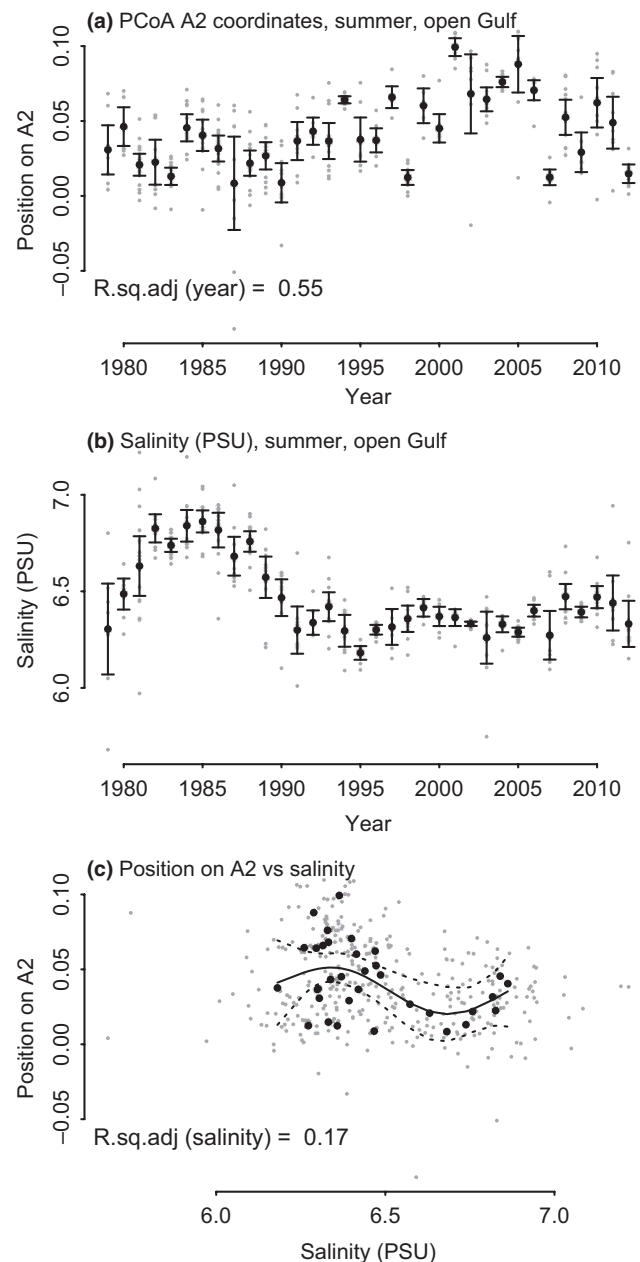 (a) PCoA A2 coordinates, summer, open Gulf
Position on A2
0.10
0.05
0.00
−0.05
R.sq.adj (year) = 0.55
1980 1985 1990 1995 2000 2005 2010
Year
(b) Salinity (PSU), summer, open Gulf
Salinity (PSU)
7.0
6.5
6.0
1980 1985 1990 1995 2000 2005 2010
Year
(c) Position on A2 vs salinity
Position on A2
0.10
0.05
0.00
−0.05
R.sq.adj (salinity) = 0.17
6.0 6.5 7.0
Salinity (PSU)